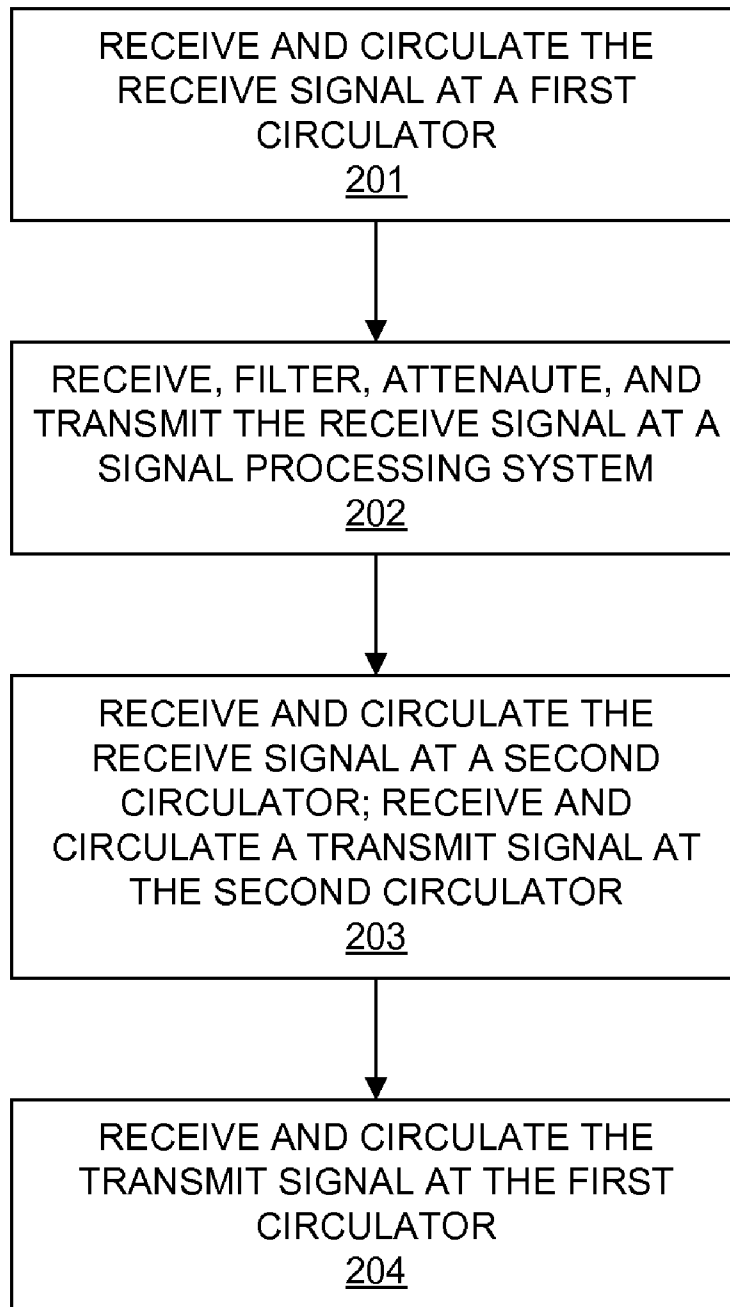 RECEIVE AND CIRCULATE THE
RECEIVE SIGNAL AT A FIRST
CIRCULATOR
201
RECEIVE, FILTER, ATTENAUTE, AND
TRANSMIT THE RECEIVE SIGNAL AT A
SIGNAL PROCESSING SYSTEM
202
RECEIVE AND CIRCULATE THE
RECEIVE SIGNAL AT A SECOND
CIRCULATOR; RECEIVE AND
CIRCULATE A TRANSMIT SIGNAL AT
THE SECOND CIRCULATOR
203
RECEIVE AND CIRCULATE THE
TRANSMIT SIGNAL AT THE FIRST
CIRCULATOR
204